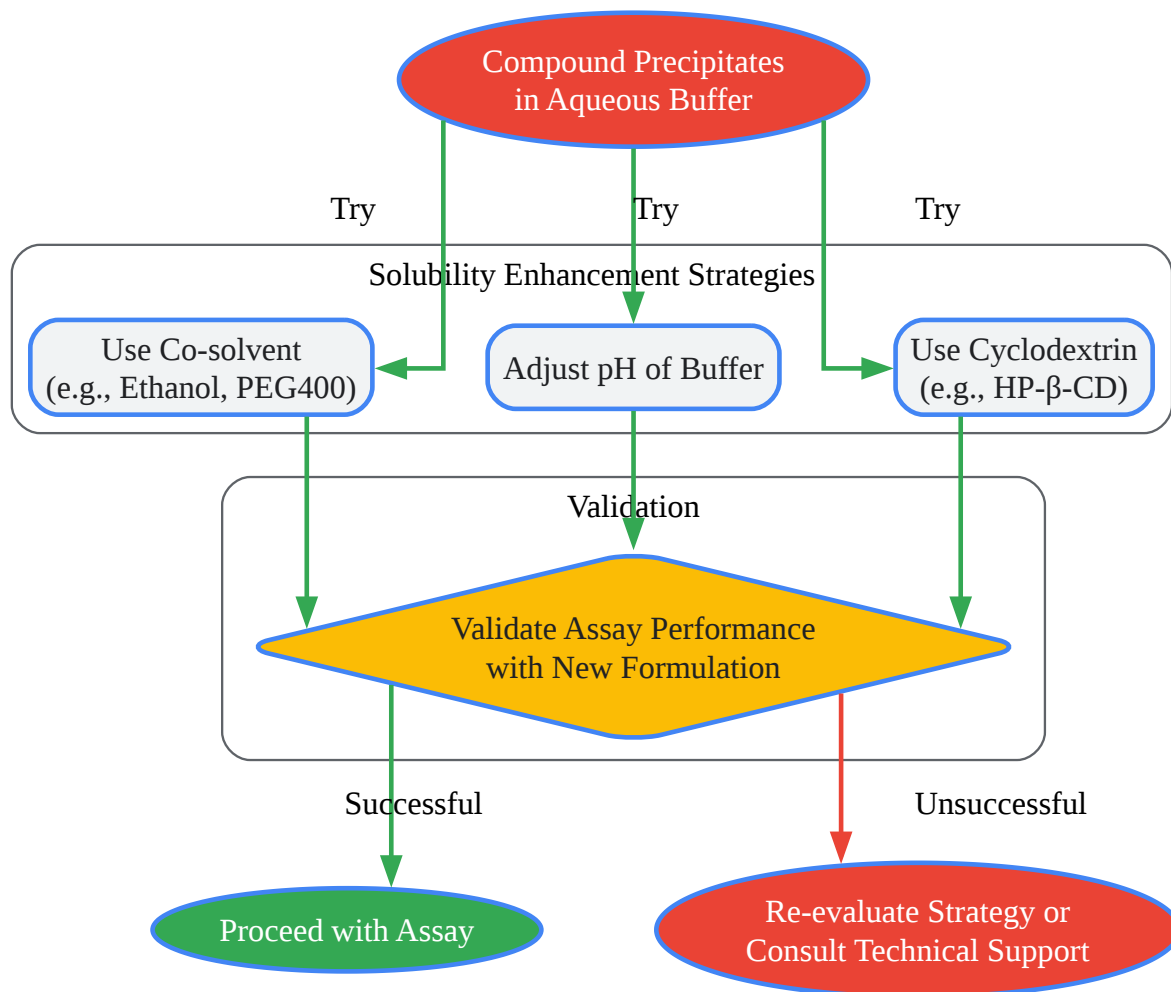 Compound Precipitates
in Aqueous Buffer
Try
Try
Try
Solubility Enhancement Strategies
Use Co-solvent
(e.g., Ethanol, PEG400)
Adjust pH of Buffer
Use Cyclodextrin
(e.g., HP-β-CD)
Validation
Validate Assay Performance
with New Formulation
Successful
Unsuccessful
Proceed with Assay
Re-evaluate Strategy or
Consult Technical Support